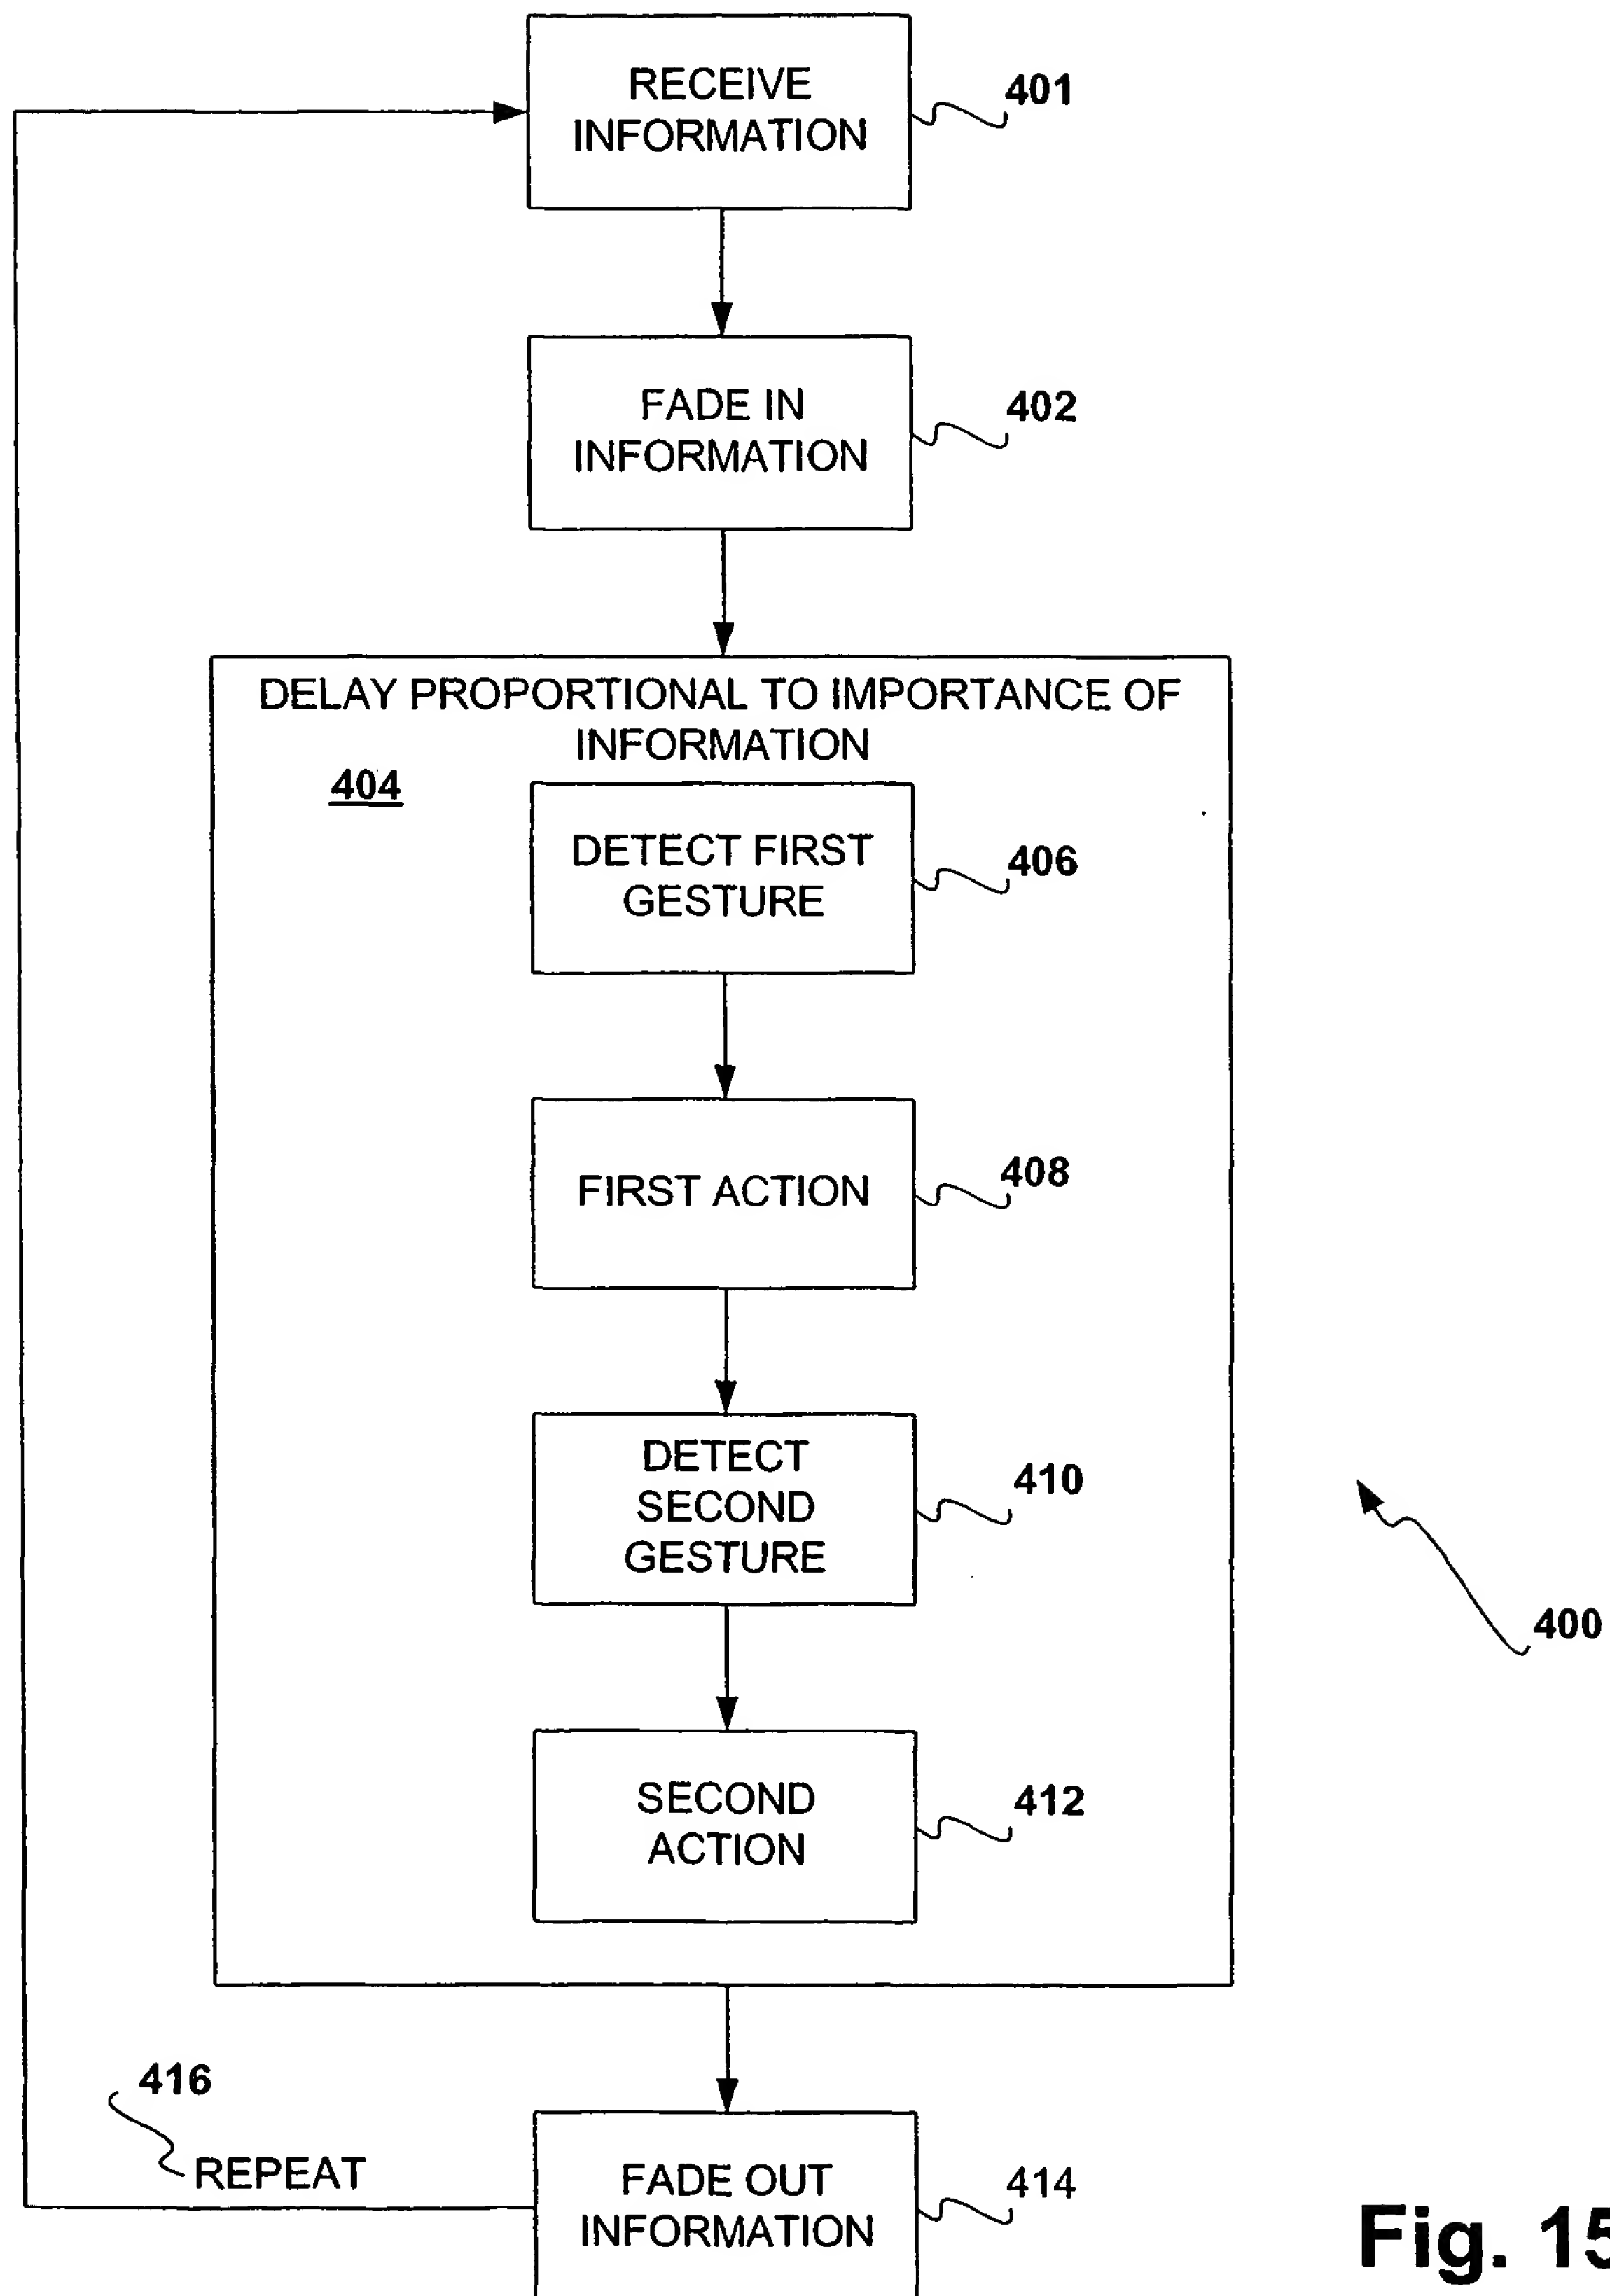 RECEIVE
INFORMATION
401
FADE IN
INFORMATION
402
DELAY PROPORTIONAL TO IMPORTANCE OF
INFORMATION
404
DETECT FIRST
GESTURE
406
FIRST ACTION
408
DETECT
SECOND
GESTURE
410
400
SECOND
ACTION
412
416
REPEAT
FADE OUT
INFORMATION
414
Fig. 15